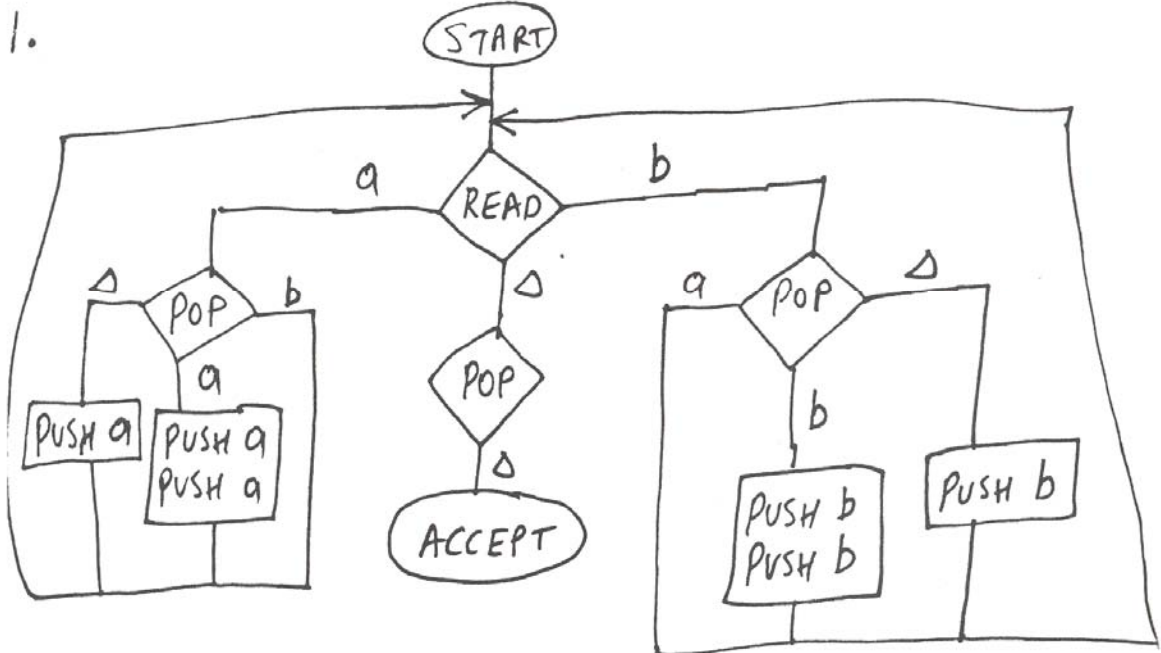 1.
START
a
READ
b
Δ
POP
b
Δ
a
POP
Δ
a
POP
b
PUSH a
PUSH a
PUSH a
Δ
ACCEPT
PUSH b
PUSH b
PUSH b